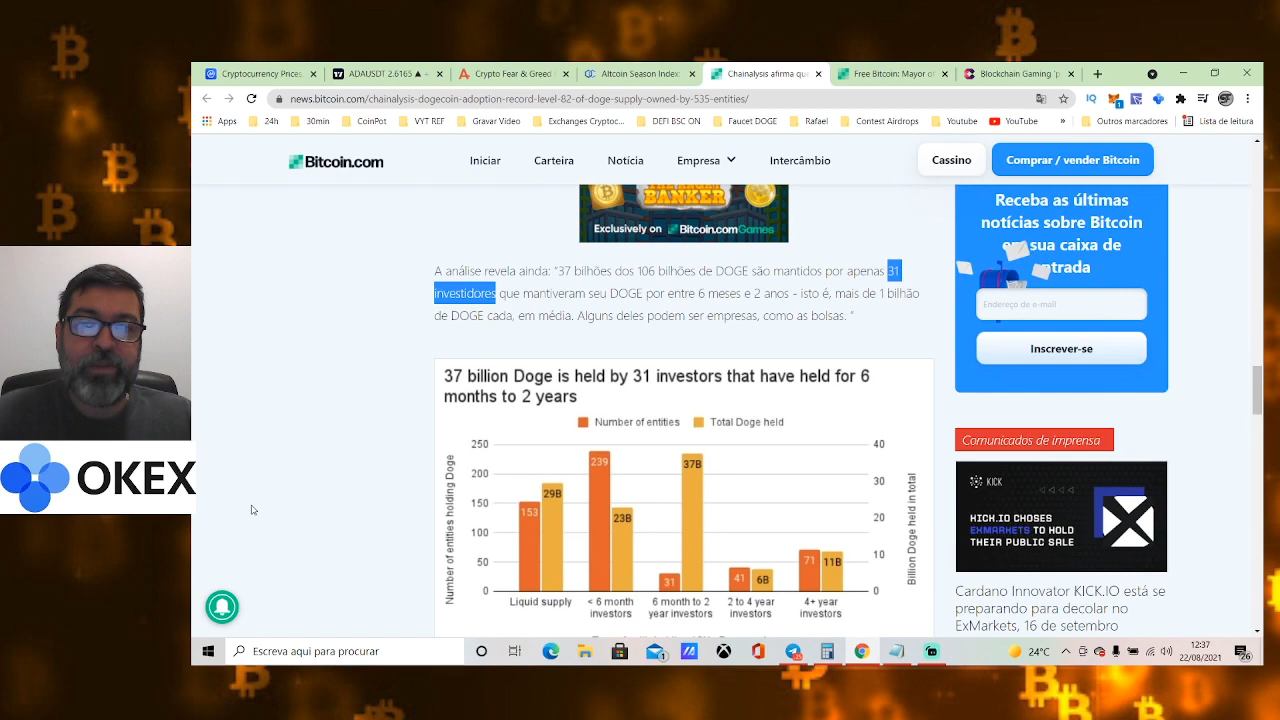 Cryptocurrency Prices
ADAUSDT 2.6165 ▲ +
Crypto Fear & Greed
Altcoin Season Index:
Chainalysis afirma que
Free Bitcoin: Mayor of
Blockchain Gaming 'p
news.bitcoin.com/chainalysis-dogecoin-adoption-record-level-82-of-doge-supply-owned-by-535-entities/
Apps
24h
30min
CoinPot
VYT REF
Gravar Video
Exchanges Cryptoc...
DEFI BSC ON
Faucet DOGE
Rafael
Contest Airdrops
Youtube
YouTube
»
Outros marcadores
Lista de leitura
Bitcoin.com
Iniciar
Carteira
Notícia
Empresa
Intercâmbio
Cassino
Comprar / vender Bitcoin
BANKER
Exclusively on Bitcoin.com Games
A análise revela ainda: “37 bilhões dos 106 bilhões de DOGE são mantidos por apenas 31
investidores que mantiveram seu DOGE por entre 6 meses e 2 anos - isto é, mais de 1 bilhão
de DOGE cada, em média. Alguns deles podem ser empresas, como as bolsas. ”
37 billion Doge is held by 31 investors that have held for 6
months to 2 years
Number of entities
Total Doge held
Number of entities holding Doge
250
200
150
100
50
0
153
29B
239
23B
31
37B
41
6B
71
11B
40
30
20
10
0
Billion Doge held in total
Liquid supply
< 6 month
investors
6 month to 2
year investors
2 to 4 year
investors
4+ year
investors
Receba as últimas
notícias sobre Bitcoin
em sua caixa de
entrada
Endereço de e-mail
Inscrever-se
Comunicados de imprensa
KICK
KICK.IO CHOSES
EXMARKETS TO HOLD
THEIR PUBLIC SALE
Cardano Innovator KICK.IO está se
preparando para decolar no
ExMarkets, 16 de setembro
OKEX
Escreva aqui para procurar
24°C
12:37
22/08/2021